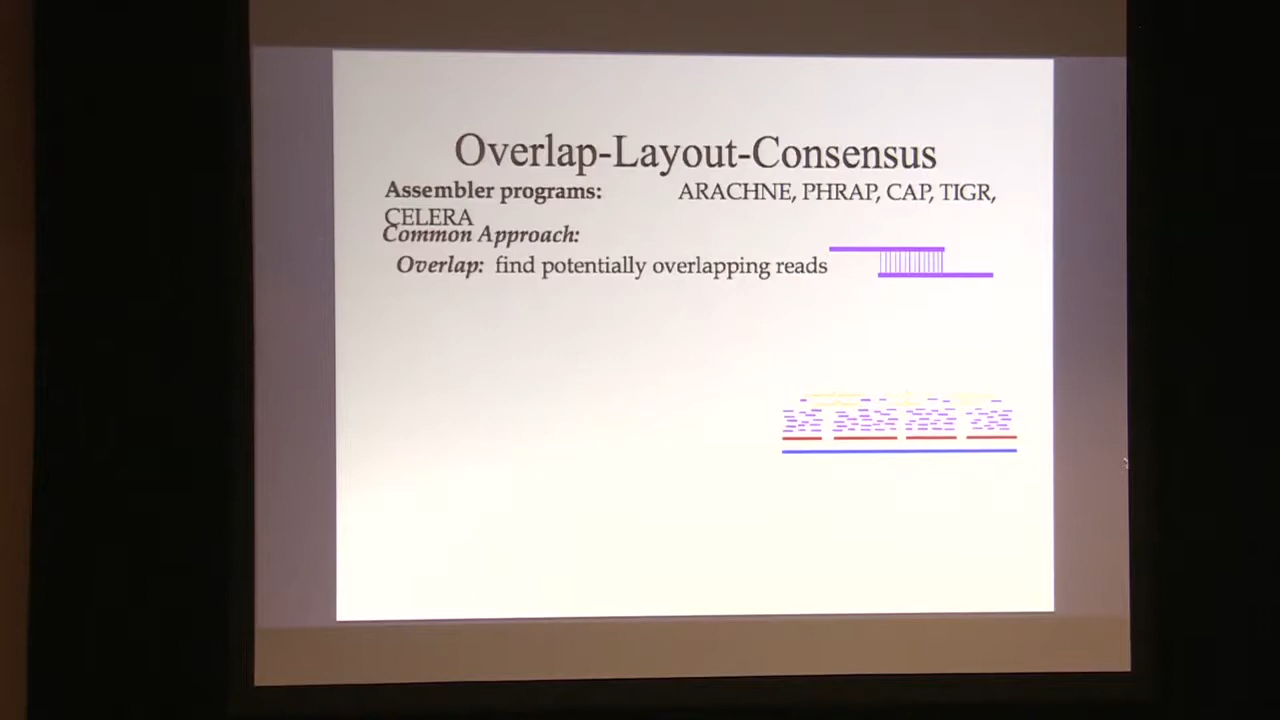 Overlap-Layout-Consensus
Assembler programs: ARACHNE, PHRAP, CAP, TIGR,
CELERA
Common Approach:
Overlap: find potentially overlapping reads